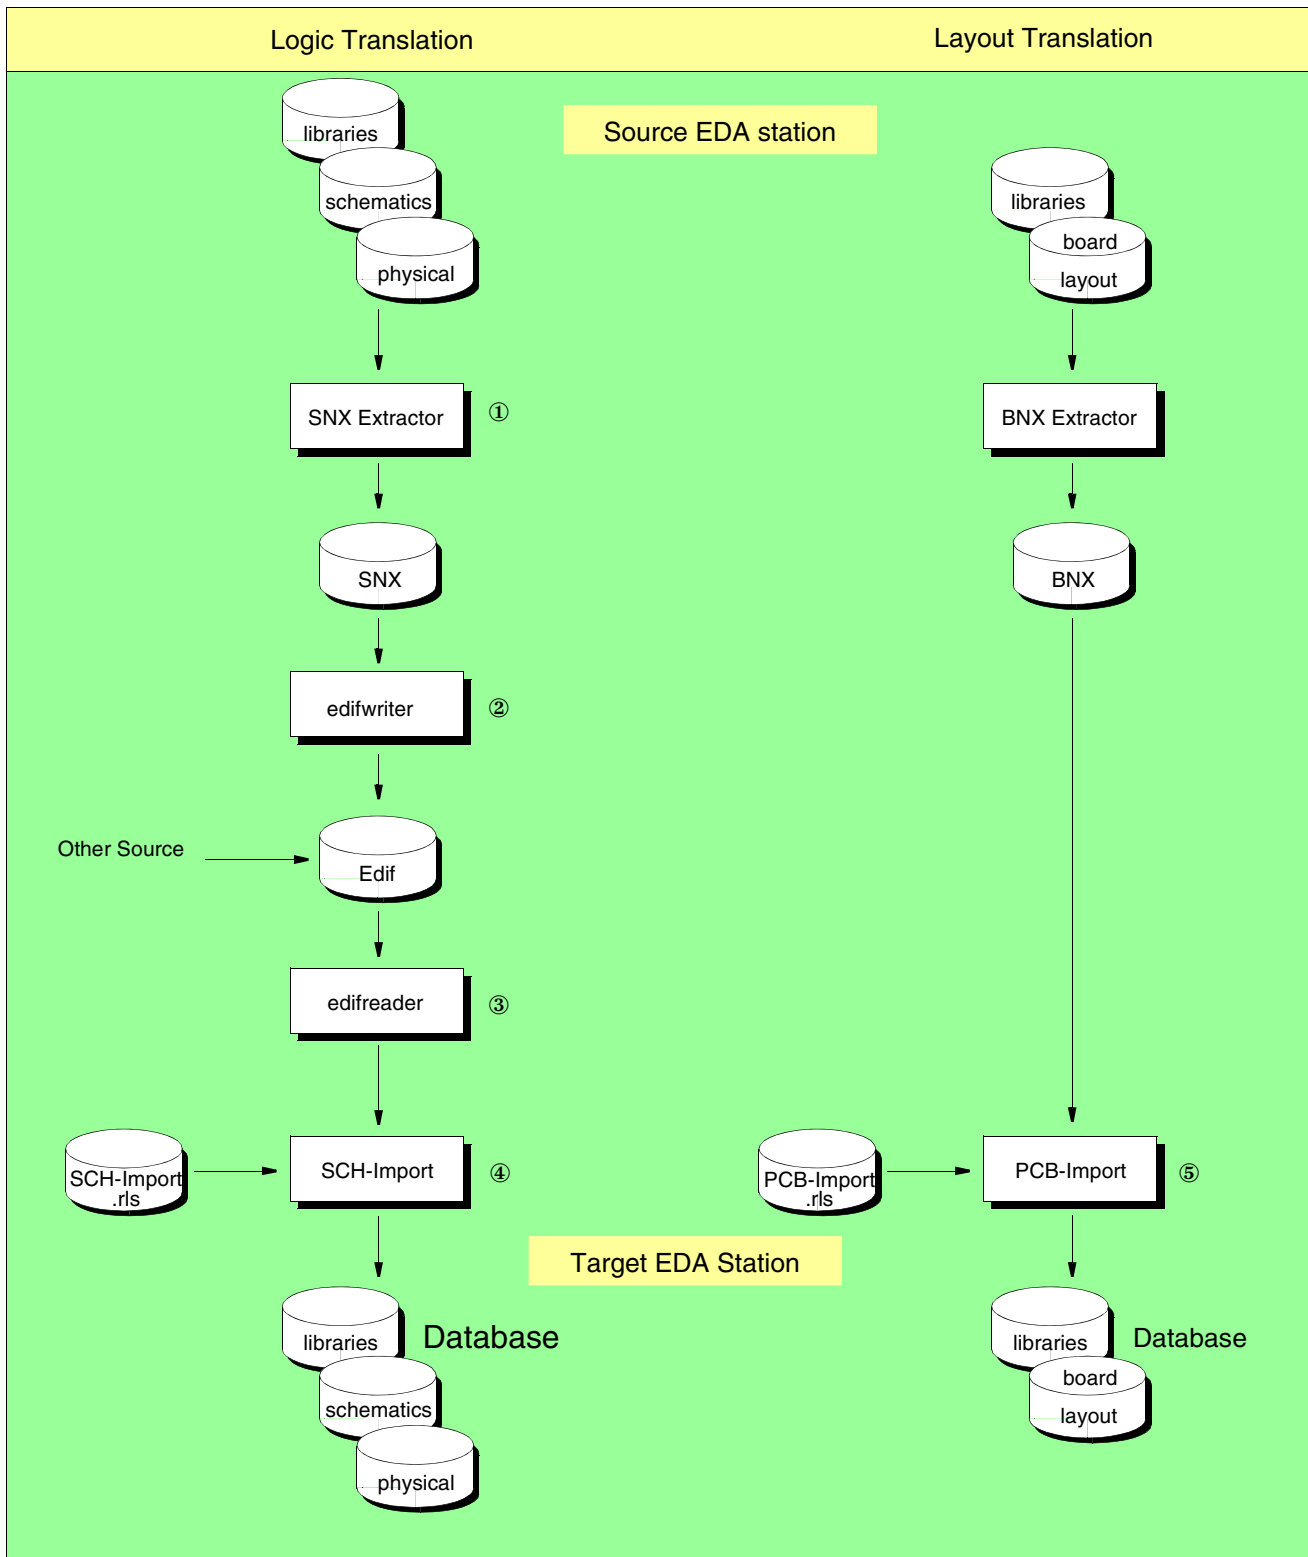 Logic Translation
Layout Translation
Source EDA station
libraries
schematics
physical
libraries
board
layout
SNX Extractor
①
BNX Extractor
SNX
BNX
edifwriter
②
Other Source
Edif
edifreader
③
SCH-Import
.rls
SCH-Import
④
PCB-Import
.rls
PCB-Import
⑤
Target EDA Station
libraries
Database
schematics
physical
libraries
Database
board
layout